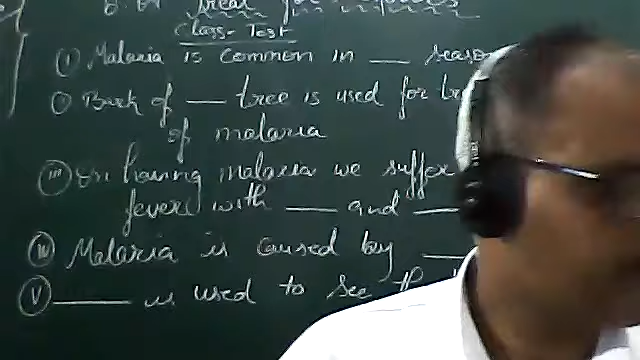 Class-Test
(i) Malaria is common in ___ season
Bark of ___ tree is used for
of malaria
(iii) On having malaria we suffer
fever with ___ and ___
(iv) Malaria is caused by ___
(v) ___ is used to see the